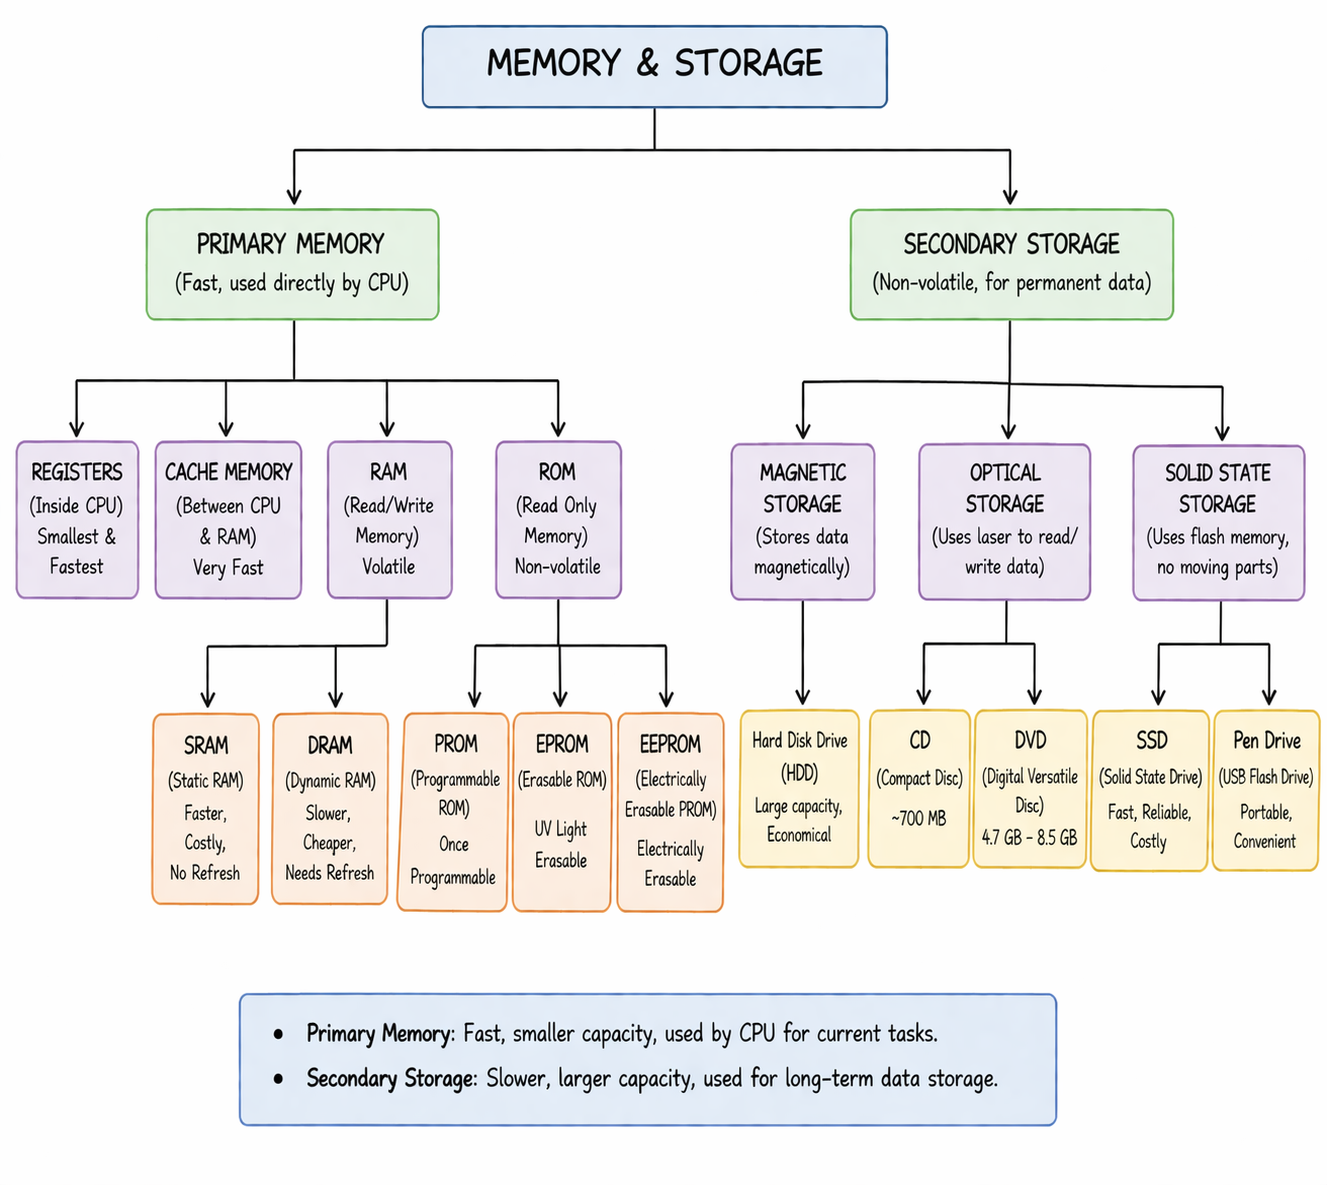 MEMORY & STORAGE
PRIMARY MEMORY
(Fast, used directly by CPU)
SECONDARY STORAGE
(Non-volatile, for permanent data)
REGISTERS
(Inside CPU)
Smallest &
Fastest
CACHE MEMORY
(Between CPU
& RAM)
Very Fast
RAM
(Read/Write
Memory)
Volatile
ROM
(Read Only
Memory)
Non-volatile
MAGNETIC
STORAGE
(Stores data
magnetically)
OPTICAL
STORAGE
(Uses laser to read/
write data)
SOLID STATE
STORAGE
(Uses flash memory,
no moving parts)
SRAM
(Static RAM)
Faster,
Costly,
No Refresh
DRAM
(Dynamic RAM)
Slower,
Cheaper,
Needs Refresh
PROM
(Programmable
ROM)
Once
Programmable
EPROM
(Erasable ROM)
UV Light
Erasable
EEPROM
(Electrically
Erasable PROM)
Electrically
Erasable
Hard Disk Drive
(HDD)
Large capacity,
Economical
CD
(Compact Disc)
~700 MB
DVD
(Digital Versatile
Disc)
4.7 GB - 8.5 GB
SSD
(Solid State Drive)
Fast, Reliable,
Costly
Pen Drive
(USB Flash Drive)
Portable,
Convenient
• Primary Memory: Fast, smaller capacity, used by CPU for current tasks.
• Secondary Storage: Slower, larger capacity, used for long-term data storage.